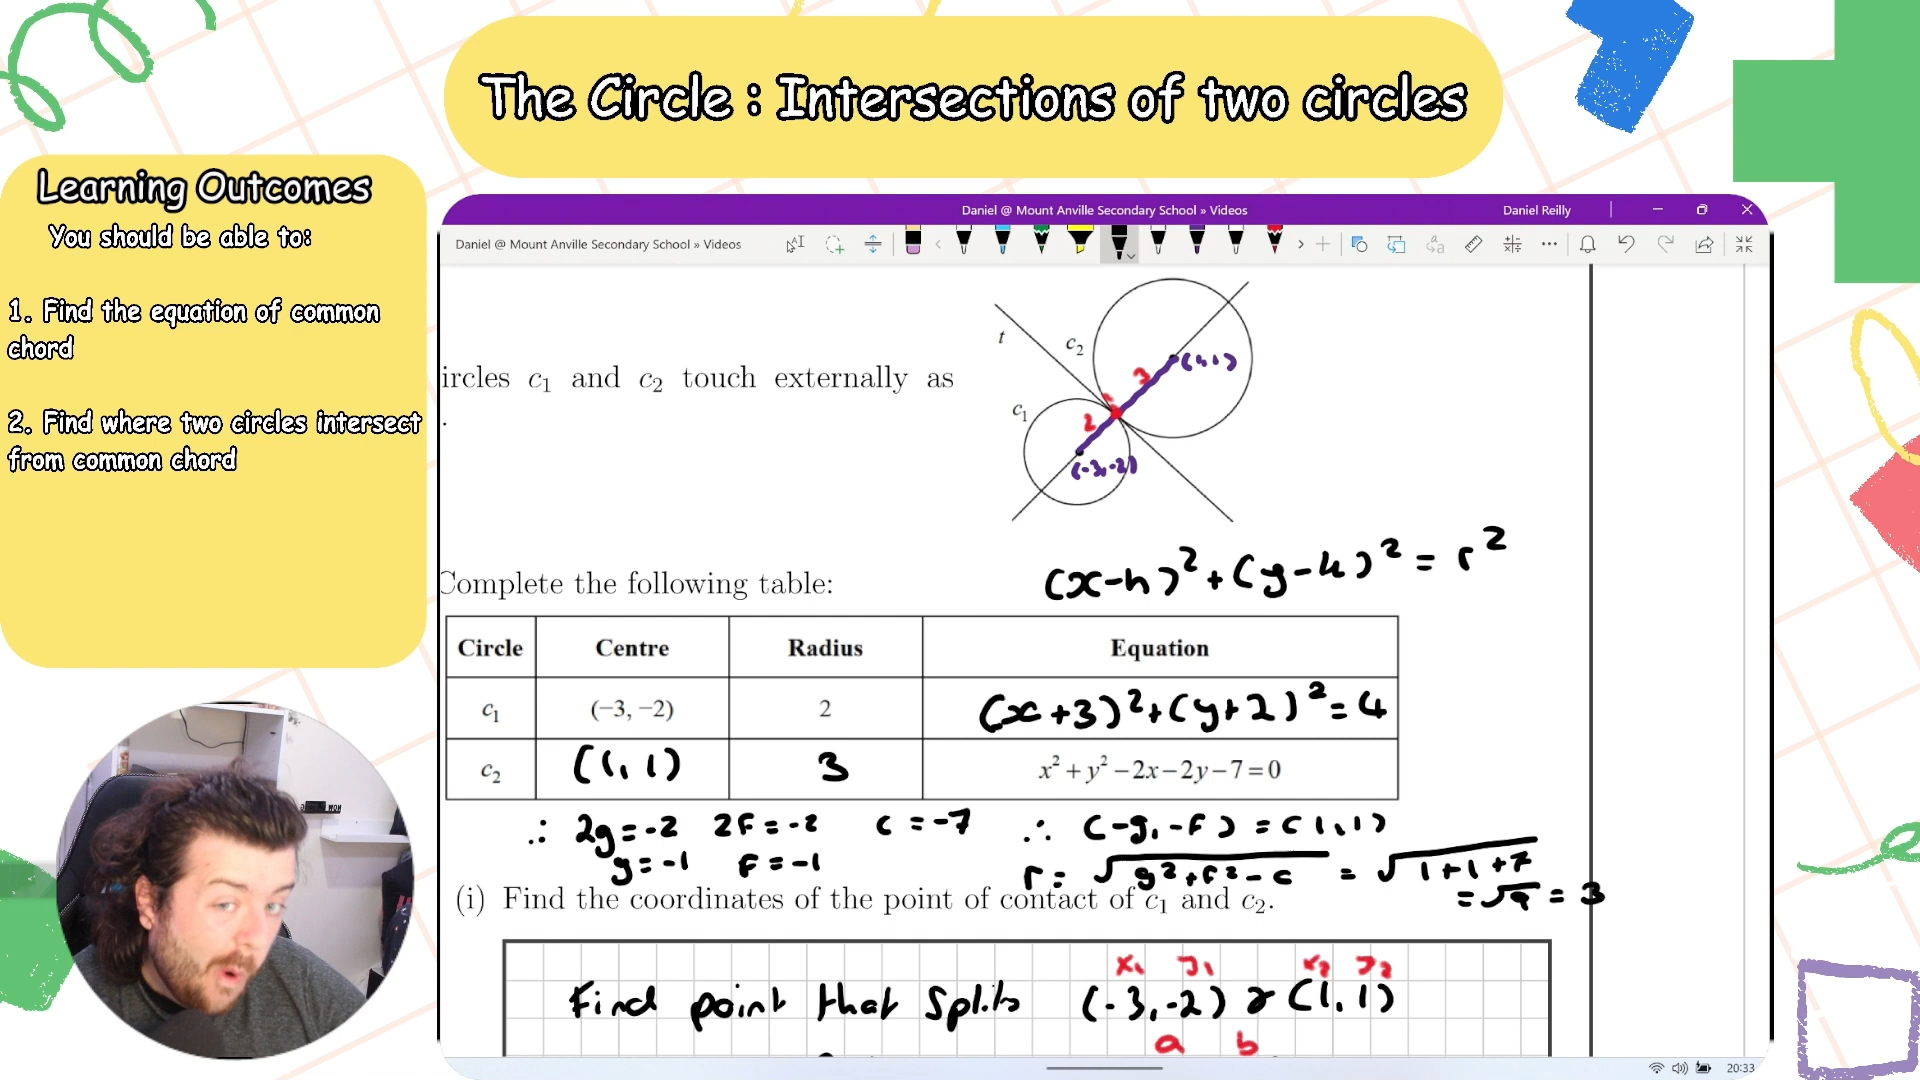 The Circle : Intersections of two circles
Learning Outcomes
You should be able to:
1. Find the equation of common
chord
2. Find where two circles intersect
from common chord
Daniel @ Mount Anville Secondary School » Videos
Daniel Reilly
Daniel @ Mount Anville Secondary School » Videos
t
c₂
(1,1)
3
ircles c₁ and c₂ touch externally as
.
c₁
2
(-3,-2)
(x-h)²+(y-k)² = r²
Complete the following table:
Circle Centre Radius Equation
c₁ (−3, −2) 2 (x+3)²+(y+2)²=4
c₂ (1,1) 3 x²+y²−2x−2y−7=0
∴ 2g=-2 2f=-2 c=-7 ∴ (-g,-f)=(1,1)
g=-1 f=-1 r= √g²+f²-c = √1+1+7
=√9 = 3
(i) Find the coordinates of the point of contact of c₁ and c₂.
x₁ y₁ x₂ y₂
Find point that splits (-3,-2) & (1,1)
a b
20:33